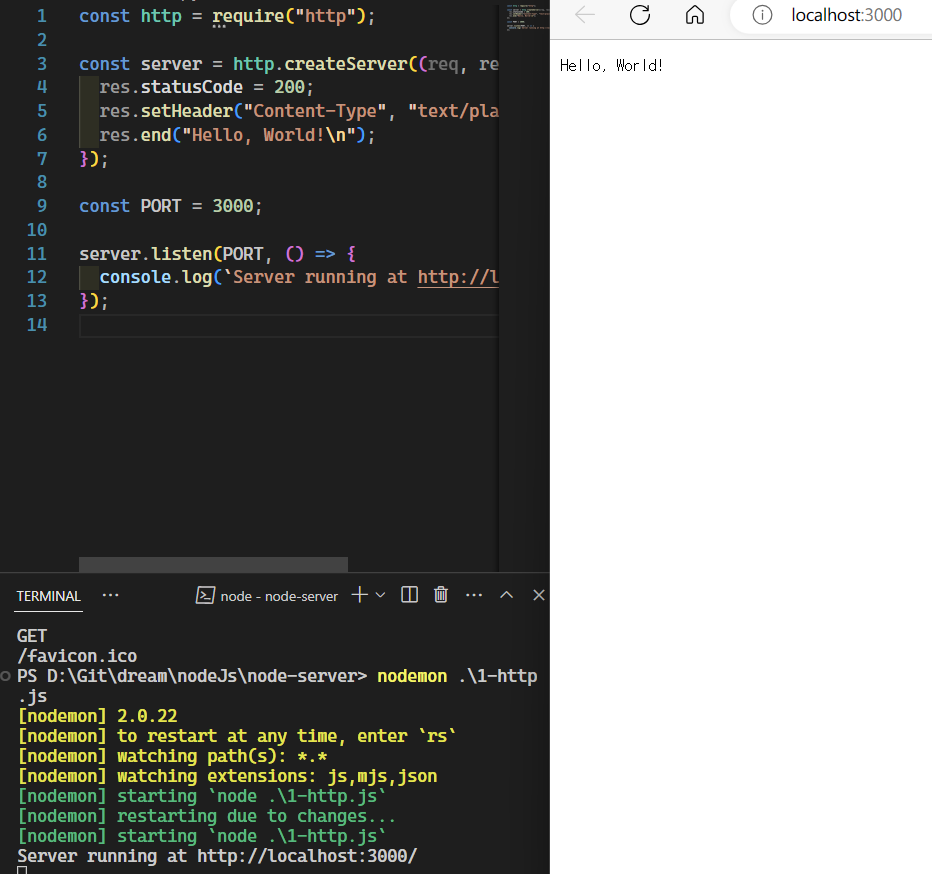 1 const http = require("http");
2
3 const server = http.createServer((req, re
4 res.statusCode = 200;
5 res.setHeader("Content-Type", "text/pla
6 res.end("Hello, World!\n");
7 });
8
9 const PORT = 3000;
10
11 server.listen(PORT, () => {
12 console.log(`Server running at http://l
13 });
14
TERMINAL ··· node - node-server
GET
/favicon.ico
PS D:\Git\dream\nodeJs\node-server> nodemon .\1-http
.js
[nodemon] 2.0.22
[nodemon] to restart at any time, enter `rs`
[nodemon] watching path(s): *.*
[nodemon] watching extensions: js,mjs,json
[nodemon] starting `node .\1-http.js`
[nodemon] restarting due to changes...
[nodemon] starting `node .\1-http.js`
Server running at http://localhost:3000/
localhost:3000
Hello, World!